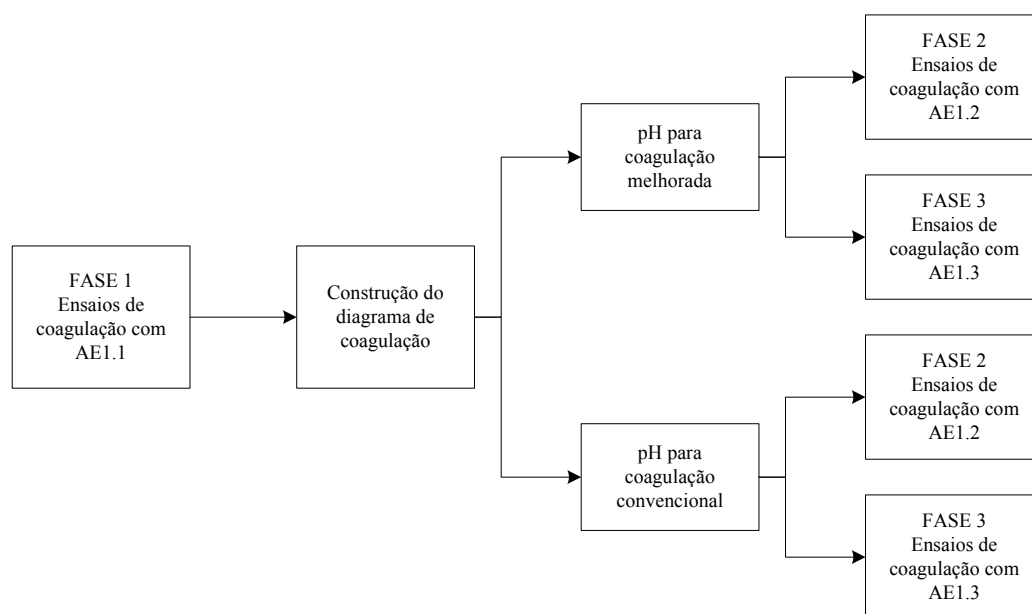 FASE 1
Ensaios de
coagulação com
AE1.1
Construção do
diagrama de
coagulação
pH para
coagulação
melhorada
FASE 2
Ensaios de
coagulação com
AE1.2
FASE 3
Ensaios de
coagulação com
AE1.3
pH para
coagulação
convencional
FASE 2
Ensaios de
coagulação com
AE1.2
FASE 3
Ensaios de
coagulação com
AE1.3